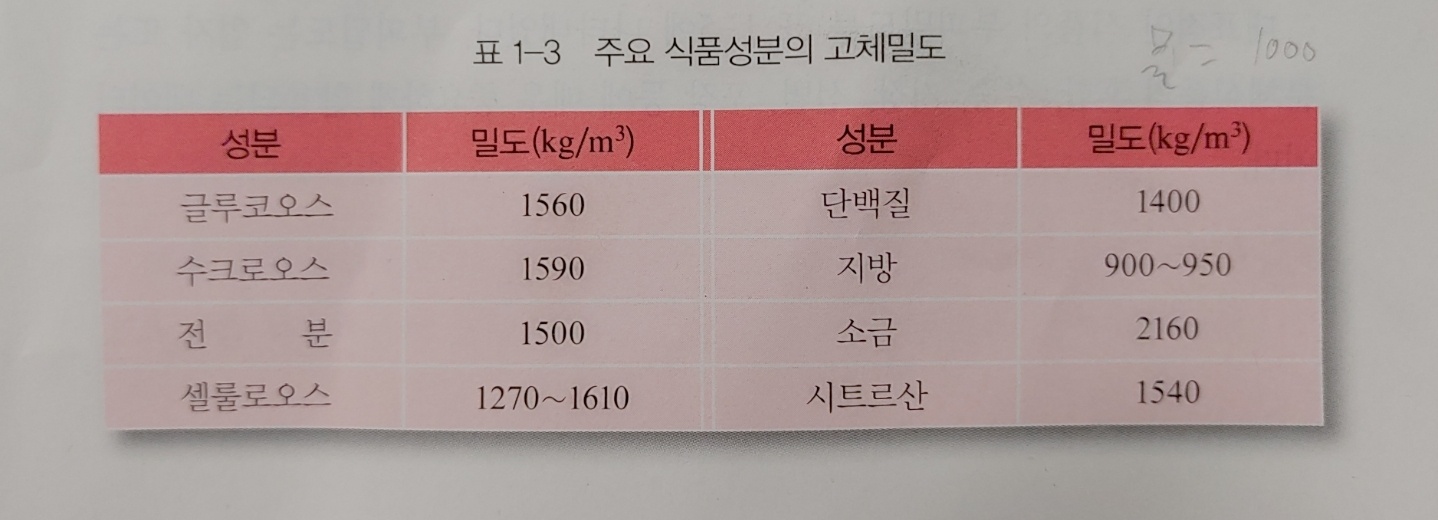 표 1-3 주요 식품성분의 고체밀도
물 = 1000
성분 밀도(kg/m³) 성분 밀도(kg/m³)
글루코오스 1560 단백질 1400
수크로오스 1590 지방 900~950
전 분 1500 소금 2160
셀룰로오스 1270~1610 시트르산 1540